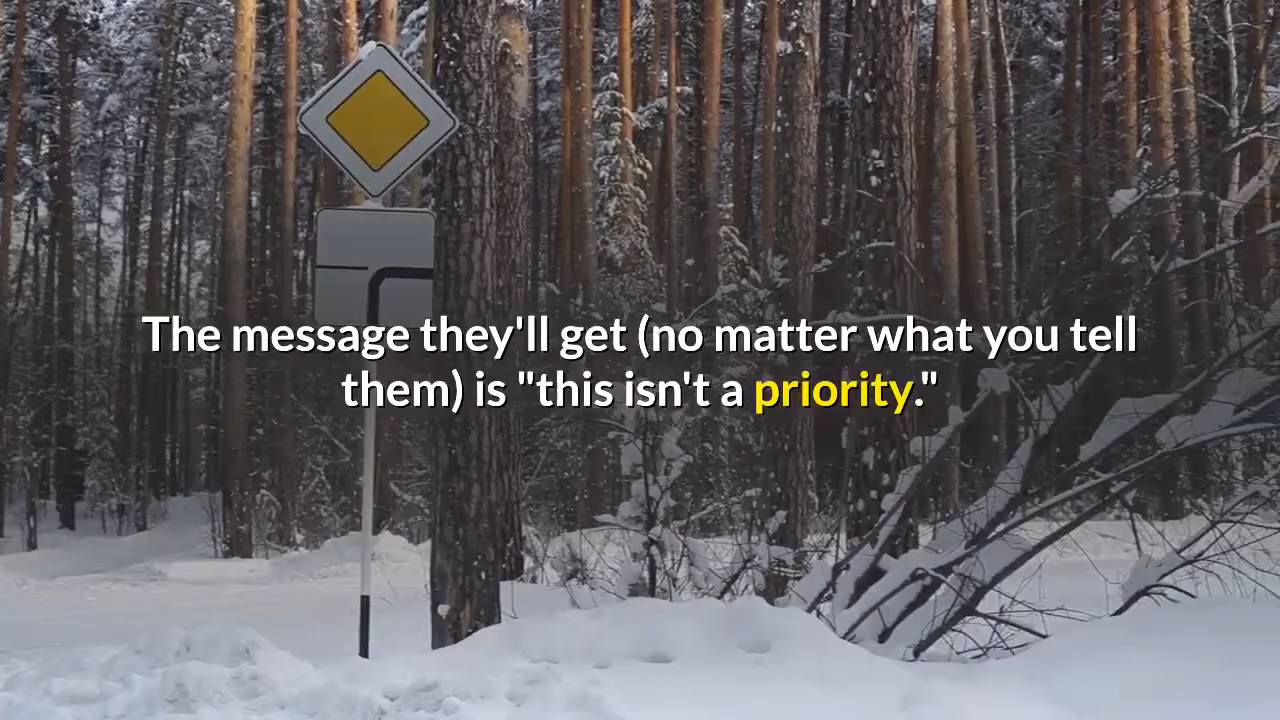 The message they'll get (no matter what you tell
them) is "this isn't a priority."